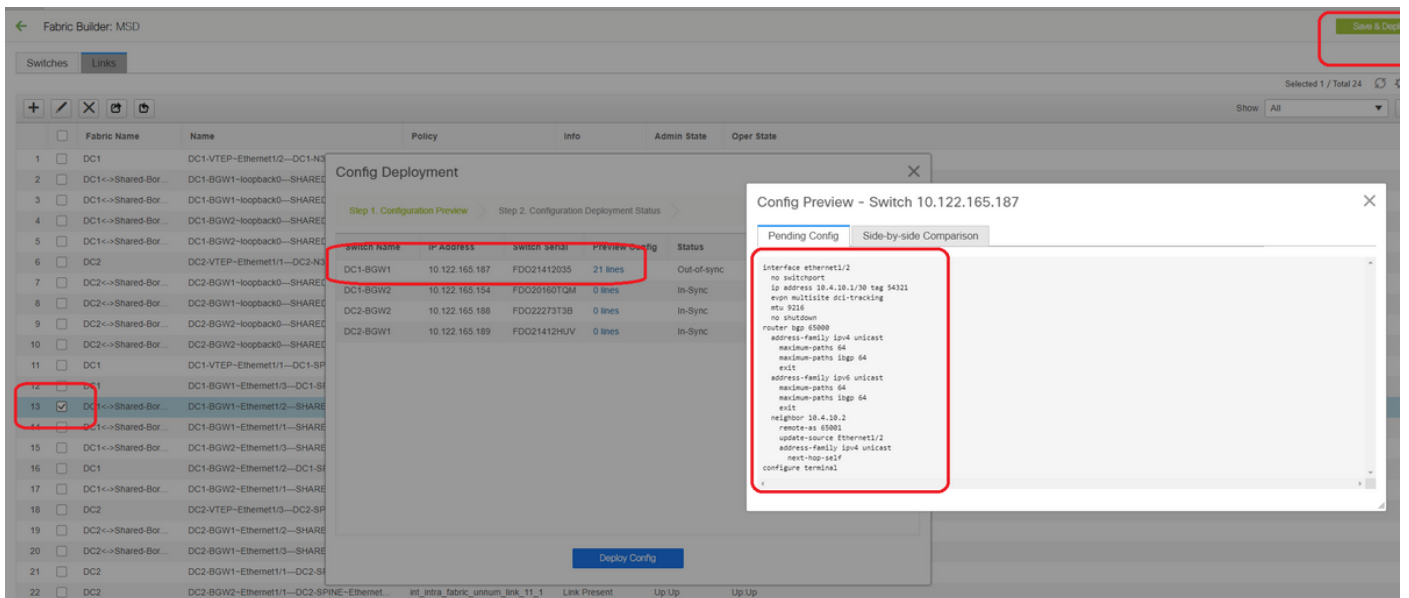 Fabric Builder: MSD
Save & Depl
Switches
Links
Selected 1 / Total 24
Show All
Fabric Name Name Policy Info Admin State Oper State
1 DC1 DC1-VTEP~Ethernet1/2---DC1-N3
2 DC1<->Shared-Bor... DC1-BGW1~loopback0---SHARED
3 DC1<->Shared-Bor... DC1-BGW1~loopback0---SHARED
4 DC1<->Shared-Bor... DC1-BGW2~loopback0---SHARED
5 DC1<->Shared-Bor... DC1-BGW2~loopback0---SHARED
6 DC2 DC2-VTEP~Ethernet1/1---DC2-N3
7 DC2<->Shared-Bor... DC2-BGW1~loopback0---SHARED
8 DC2<->Shared-Bor... DC2-BGW1~loopback0---SHARED
9 DC2<->Shared-Bor... DC2-BGW2~loopback0---SHARED
10 DC2<->Shared-Bor... DC2-BGW2~loopback0---SHARED
11 DC1 DC1-VTEP~Ethernet1/1---DC1-SP
12 DC1 DC1-BGW1~Ethernet1/3---DC1-SP
13 DC1<->Shared-Bor... DC1-BGW1~Ethernet1/2---SHARE
14 DC1<->Shared-Bor... DC1-BGW1~Ethernet1/1---SHARE
15 DC1<->Shared-Bor... DC1-BGW2~Ethernet1/3---SHARE
16 DC1 DC1-BGW2~Ethernet1/2---DC1-SP
17 DC1<->Shared-Bor... DC1-BGW2~Ethernet1/1---SHARE
18 DC2 DC2-VTEP~Ethernet1/3---DC2-SP
19 DC2<->Shared-Bor... DC2-BGW1~Ethernet1/2---SHARE
20 DC2<->Shared-Bor... DC2-BGW1~Ethernet1/3---SHARE
21 DC2 DC2-BGW1~Ethernet1/1---DC2-SP
22 DC2 DC2-BGW2~Ethernet1/1---DC2-SPINE~Ethernet... int_intra_fabric_unnum_link_11_1 Link Present Up:Up Up:Up
Config Deployment
Step 1. Configuration Preview
Step 2. Configuration Deployment Status
Switch Name IP Address Switch Serial Preview Config Status
DC1-BGW1 10.122.165.187 FDO21412035 21 lines Out-of-sync
DC1-BGW2 10.122.165.154 FDO20160TQM 0 lines In-Sync
DC2-BGW2 10.122.165.188 FDO22273T3B 0 lines In-Sync
DC2-BGW1 10.122.165.189 FDO21412HUV 0 lines In-Sync
Deploy Config
Config Preview - Switch 10.122.165.187
Pending Config
Side-by-side Comparison
interface ethernet1/2
no switchport
ip address 10.4.10.1/30 tag 54321
evpn multisite dci-tracking
mtu 9216
no shutdown
router bgp 65000
address-family ipv4 unicast
maximum-paths 64
maximum-paths ibgp 64
exit
address-family ipv6 unicast
maximum-paths 64
maximum-paths ibgp 64
exit
neighbor 10.4.10.2
remote-as 65001
update-source Ethernet1/2
address-family ipv4 unicast
next-hop-self
configure terminal